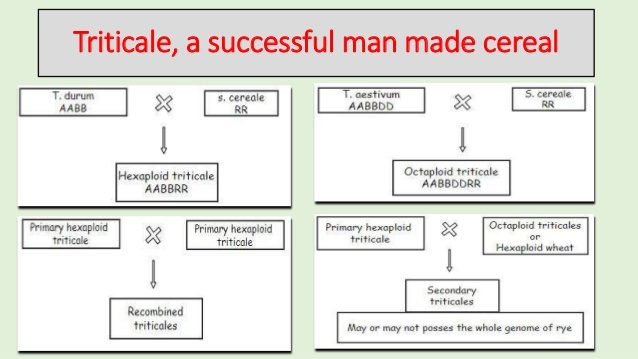 Triticale, a successful man made cereal
T. durum
AABB
s. cereale
RR
Hexaploid triticale
AABBRR
T. aestivum
AABBDD
S. cereale
RR
Octaploid triticale
AABBDDRR
Primary hexaploid
triticale
Primary hexaploid
triticale
Recombined
triticales
Primary hexaploid
triticale
Octaploid triticales
or
Hexaploid wheat
Secondary
triticales
May or may not posses the whole genome of rye